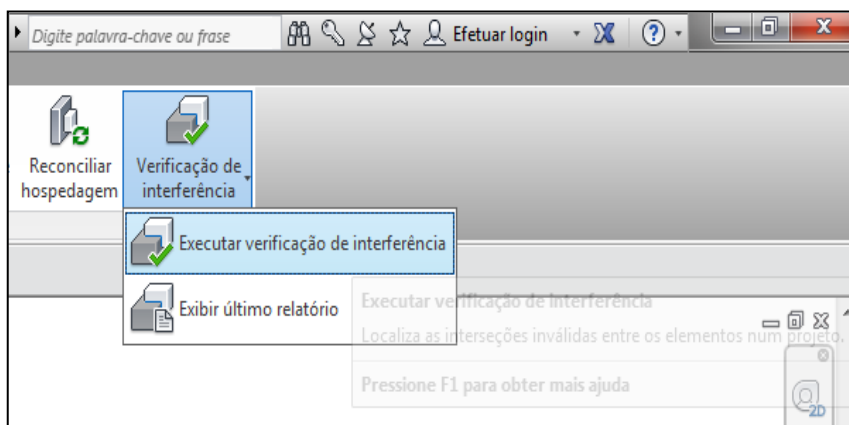 Digite palavra-chave ou frase
Efetuar login
Reconciliar
hospedagem
Verificação de
interferência
Executar verificação de interferência
Exibir último relatório
Executar verificação de interferência
Localiza as interseções inválidas entre os elementos num projeto.
Pressione F1 para obter mais ajuda
2D